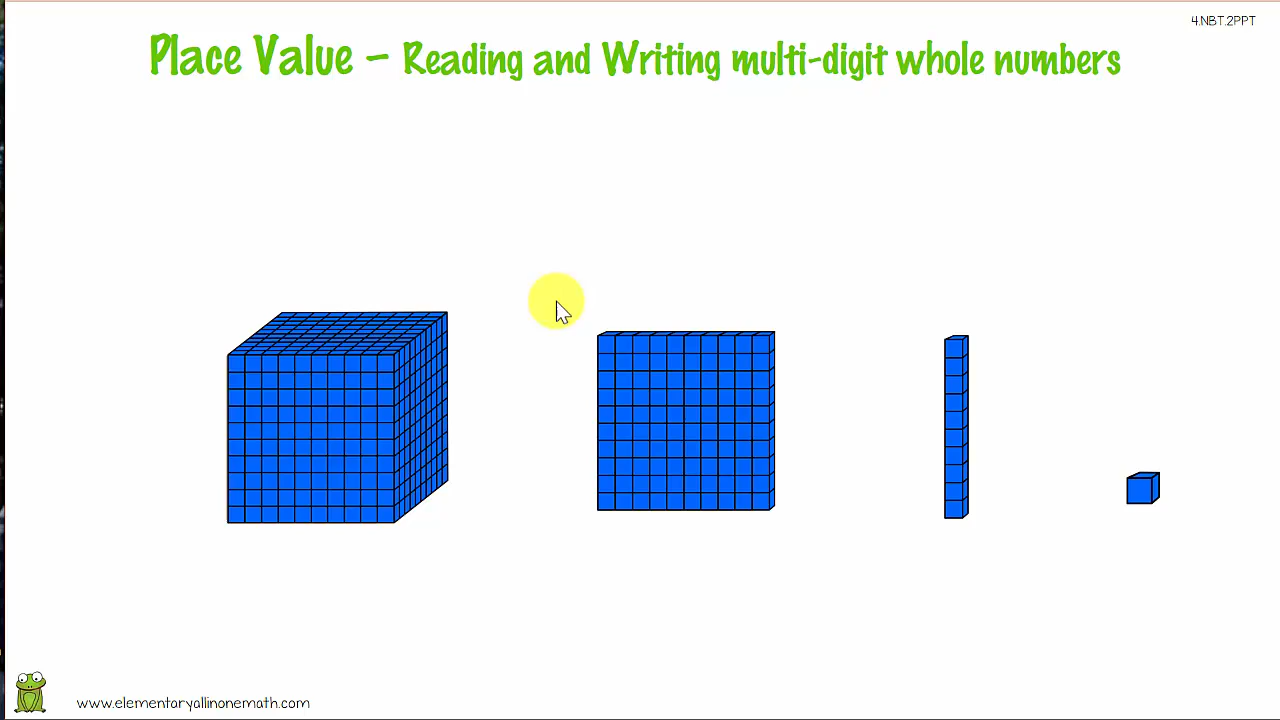 4.NBT.2PPT
Place Value – Reading and Writing multi-digit whole numbers
www.elementaryallinonemath.com